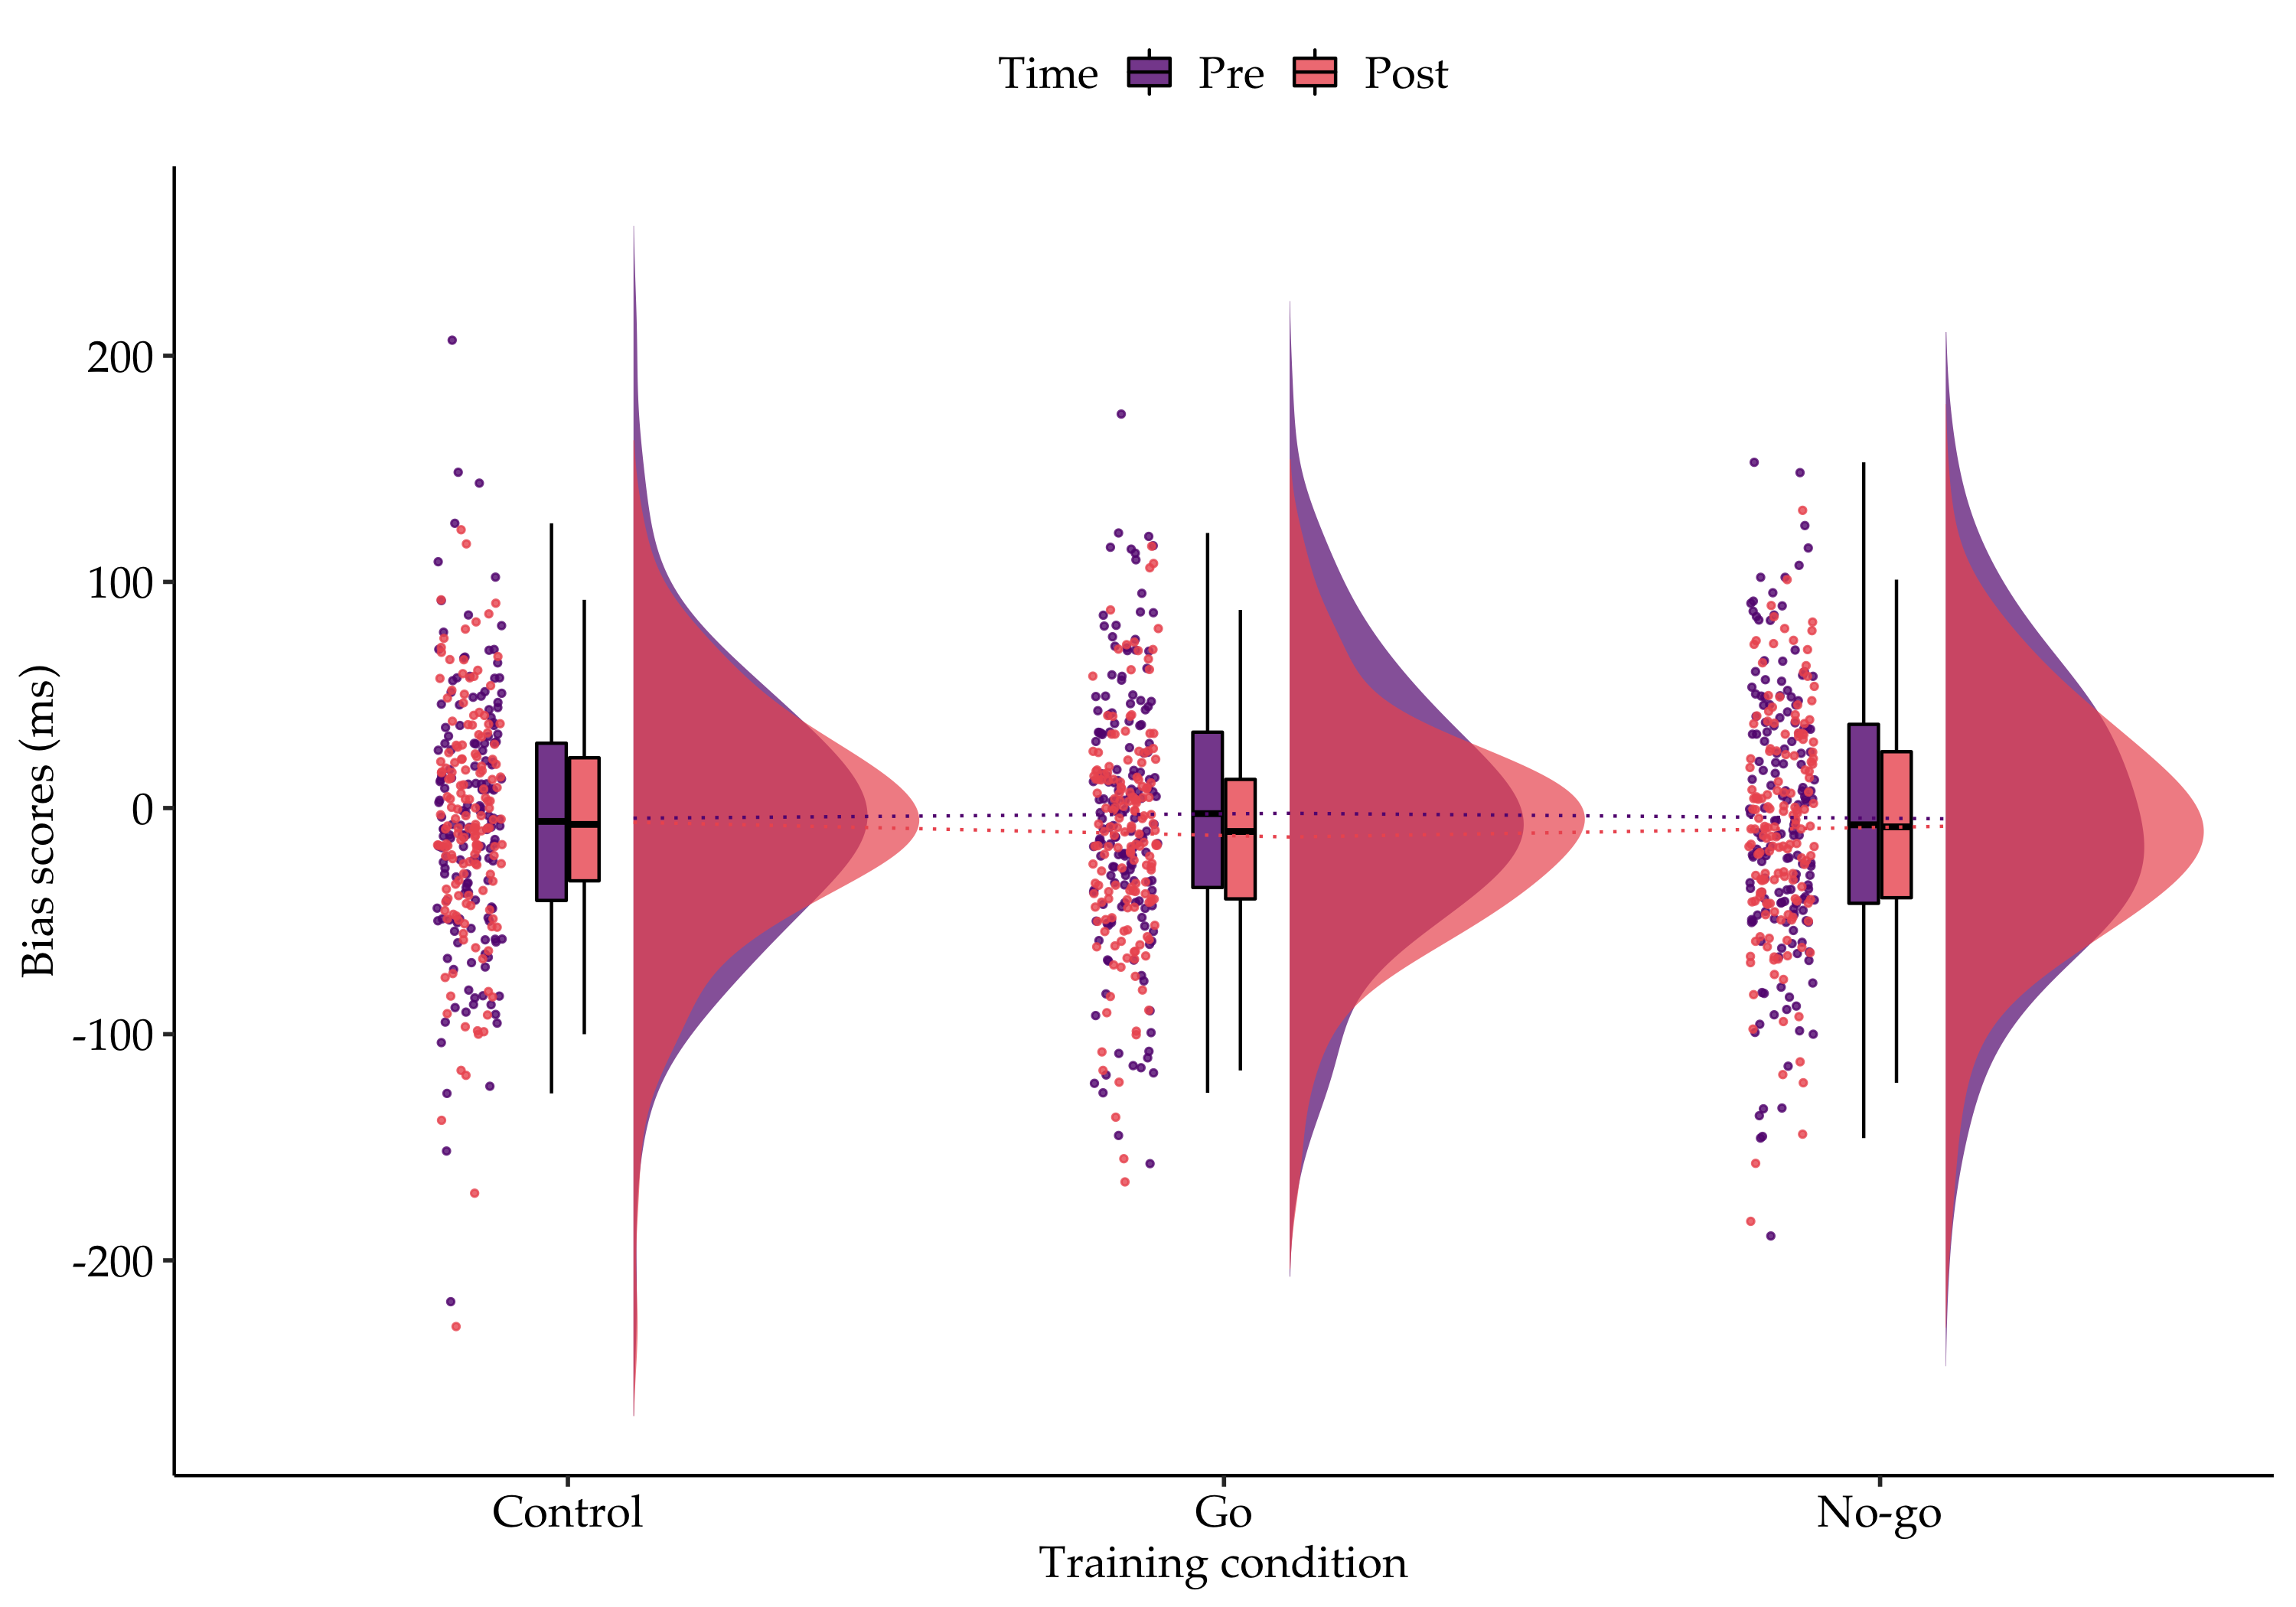 Time Pre Post
Bias scores (ms)
200
100
0
-100
-200
Control Go No-go
Training condition